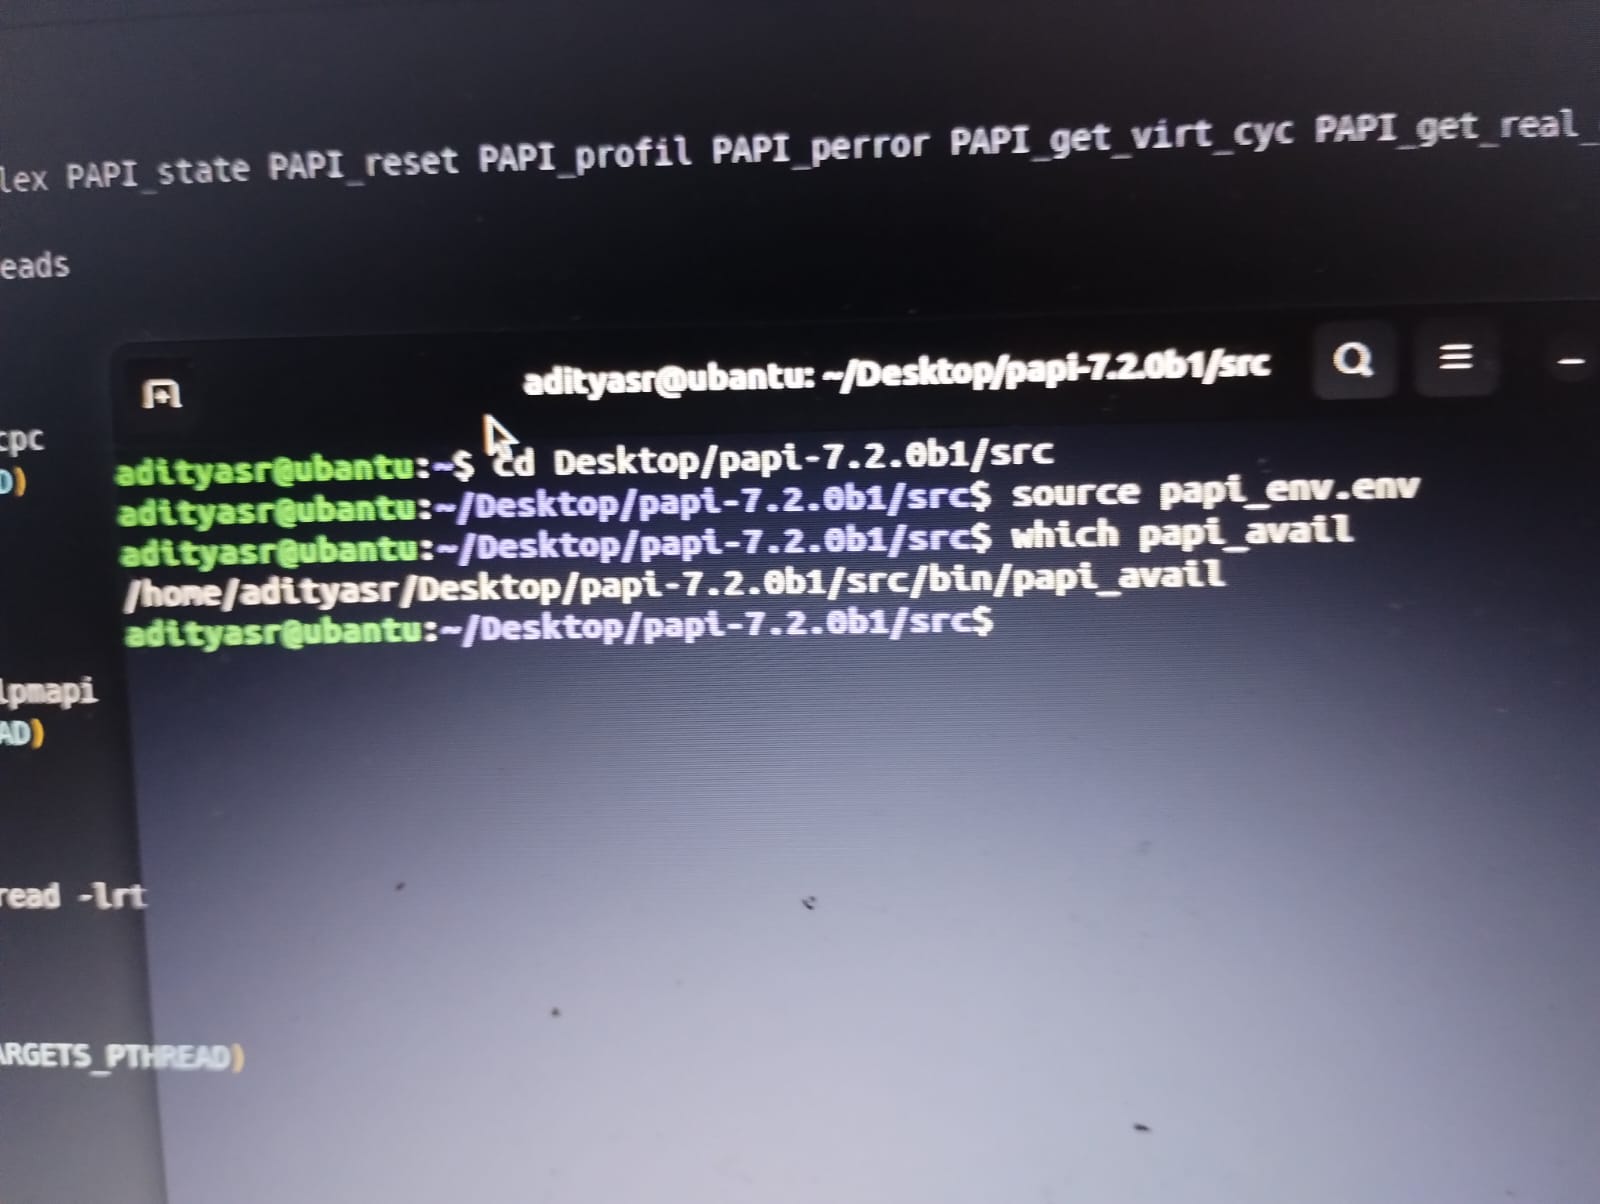 lex PAPI_state PAPI_reset PAPI_profil PAPI_perror PAPI_get_virt_cyc PAPI_get_real_
eads
adityasr@ubantu: ~/Desktop/papi-7.2.0b1/src
cpc
D)
adityasr@ubantu:~$ cd Desktop/papi-7.2.0b1/src
adityasr@ubantu:~/Desktop/papi-7.2.0b1/src$ source papi_env.env
adityasr@ubantu:~/Desktop/papi-7.2.0b1/src$ which papi_avail
/home/adityasr/Desktop/papi-7.2.0b1/src/bin/papi_avail
adityasr@ubantu:~/Desktop/papi-7.2.0b1/src$
lpmapi
AD)
read -lrt
ARGETS_PTHREAD)